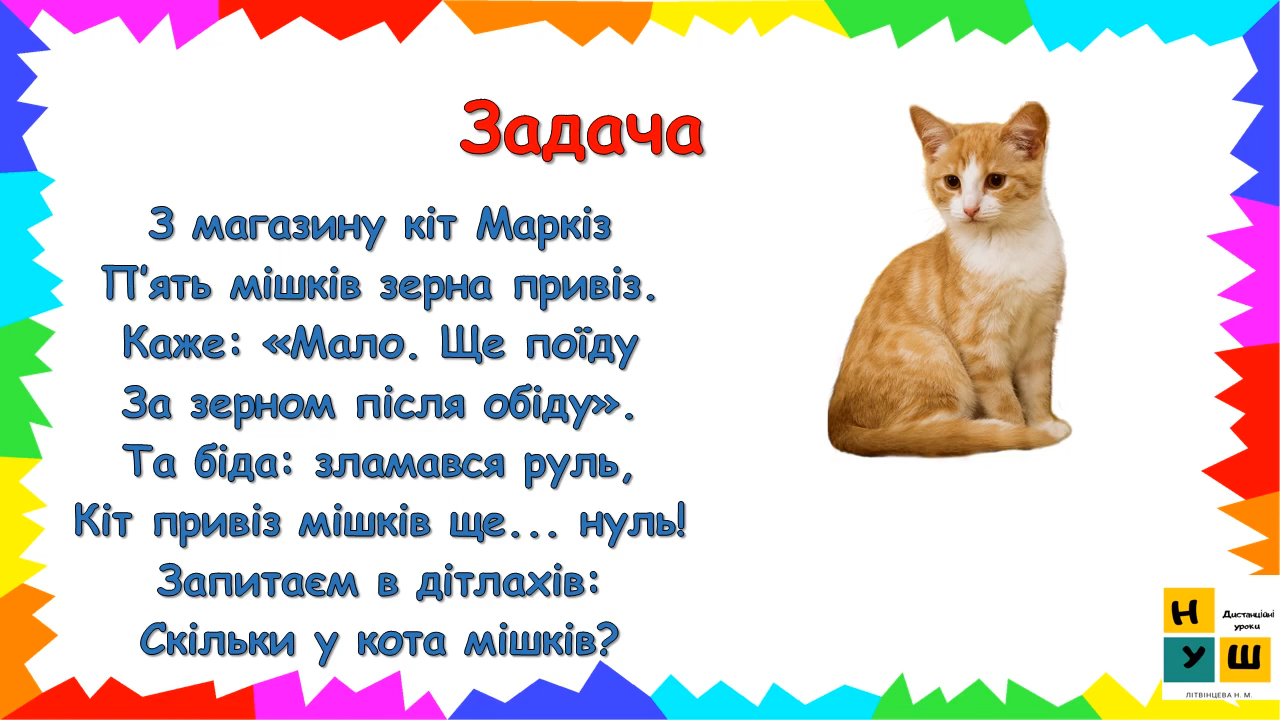 Задача
З магазину кіт Маркіз
П'ять мішків зерна привіз.
Каже: «Мало. Ще поїду
За зерном після обіду».
Та біда: зламався руль,
Кіт привіз мішків ще... нуль!
Запитаєм в дітлахів:
Скільки у кота мішків?
Н
Дистанційні
уроки
У Ш
ЛІТВІНЦЕВА Н. М.